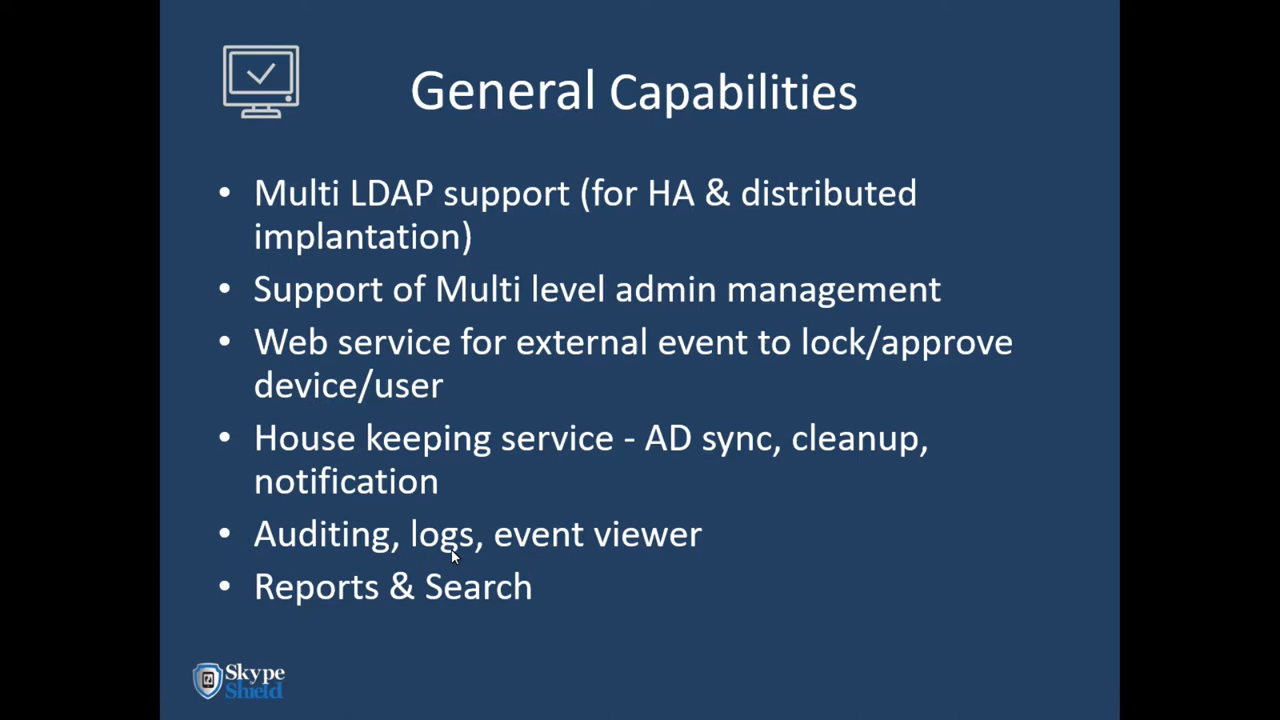 General Capabilities
• Multi LDAP support (for HA & distributed
implantation)
• Support of Multi level admin management
• Web service for external event to lock/approve
device/user
• House keeping service - AD sync, cleanup,
notification
• Auditing, logs, event viewer
• Reports & Search
Skype
Shield